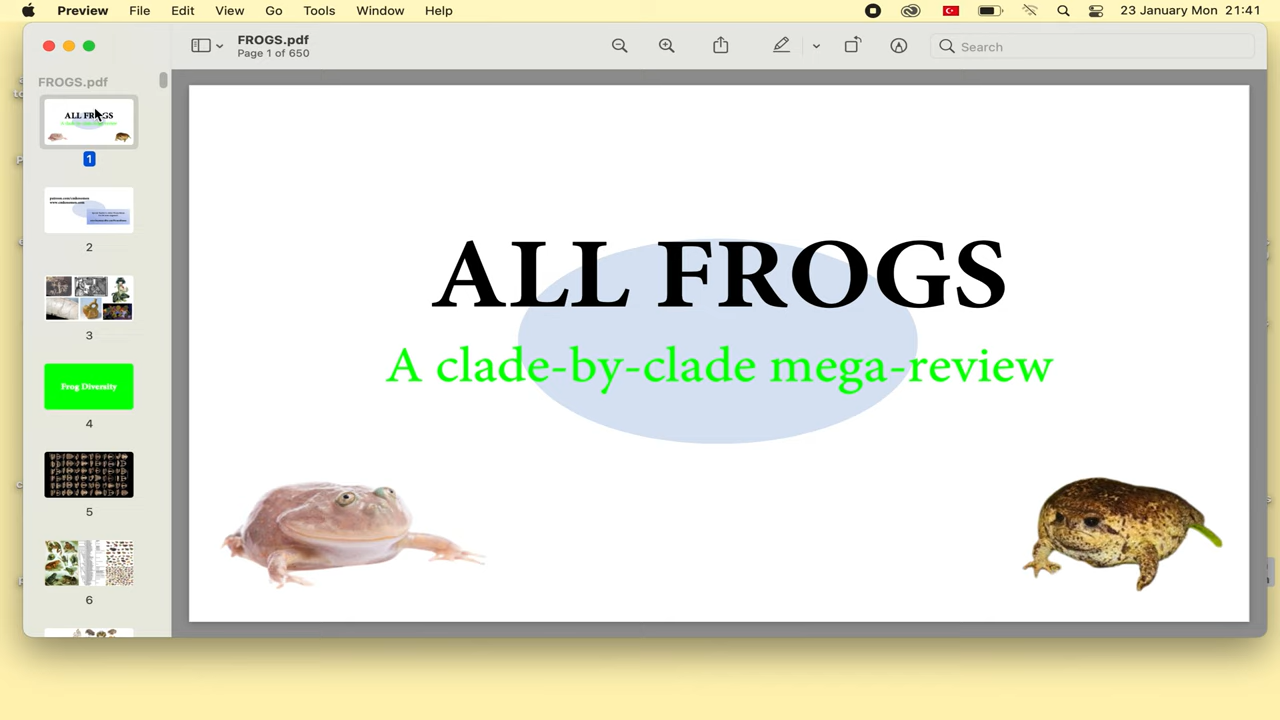 Preview File Edit View Go Tools Window Help 23 January Mon 21:41
FROGS.pdf
Page 1 of 650
Search
FROGS.pdf
ALL FROGS
1
2
3
Frog Diversity
4
5
6
ALL FROGS
A clade-by-clade mega-review